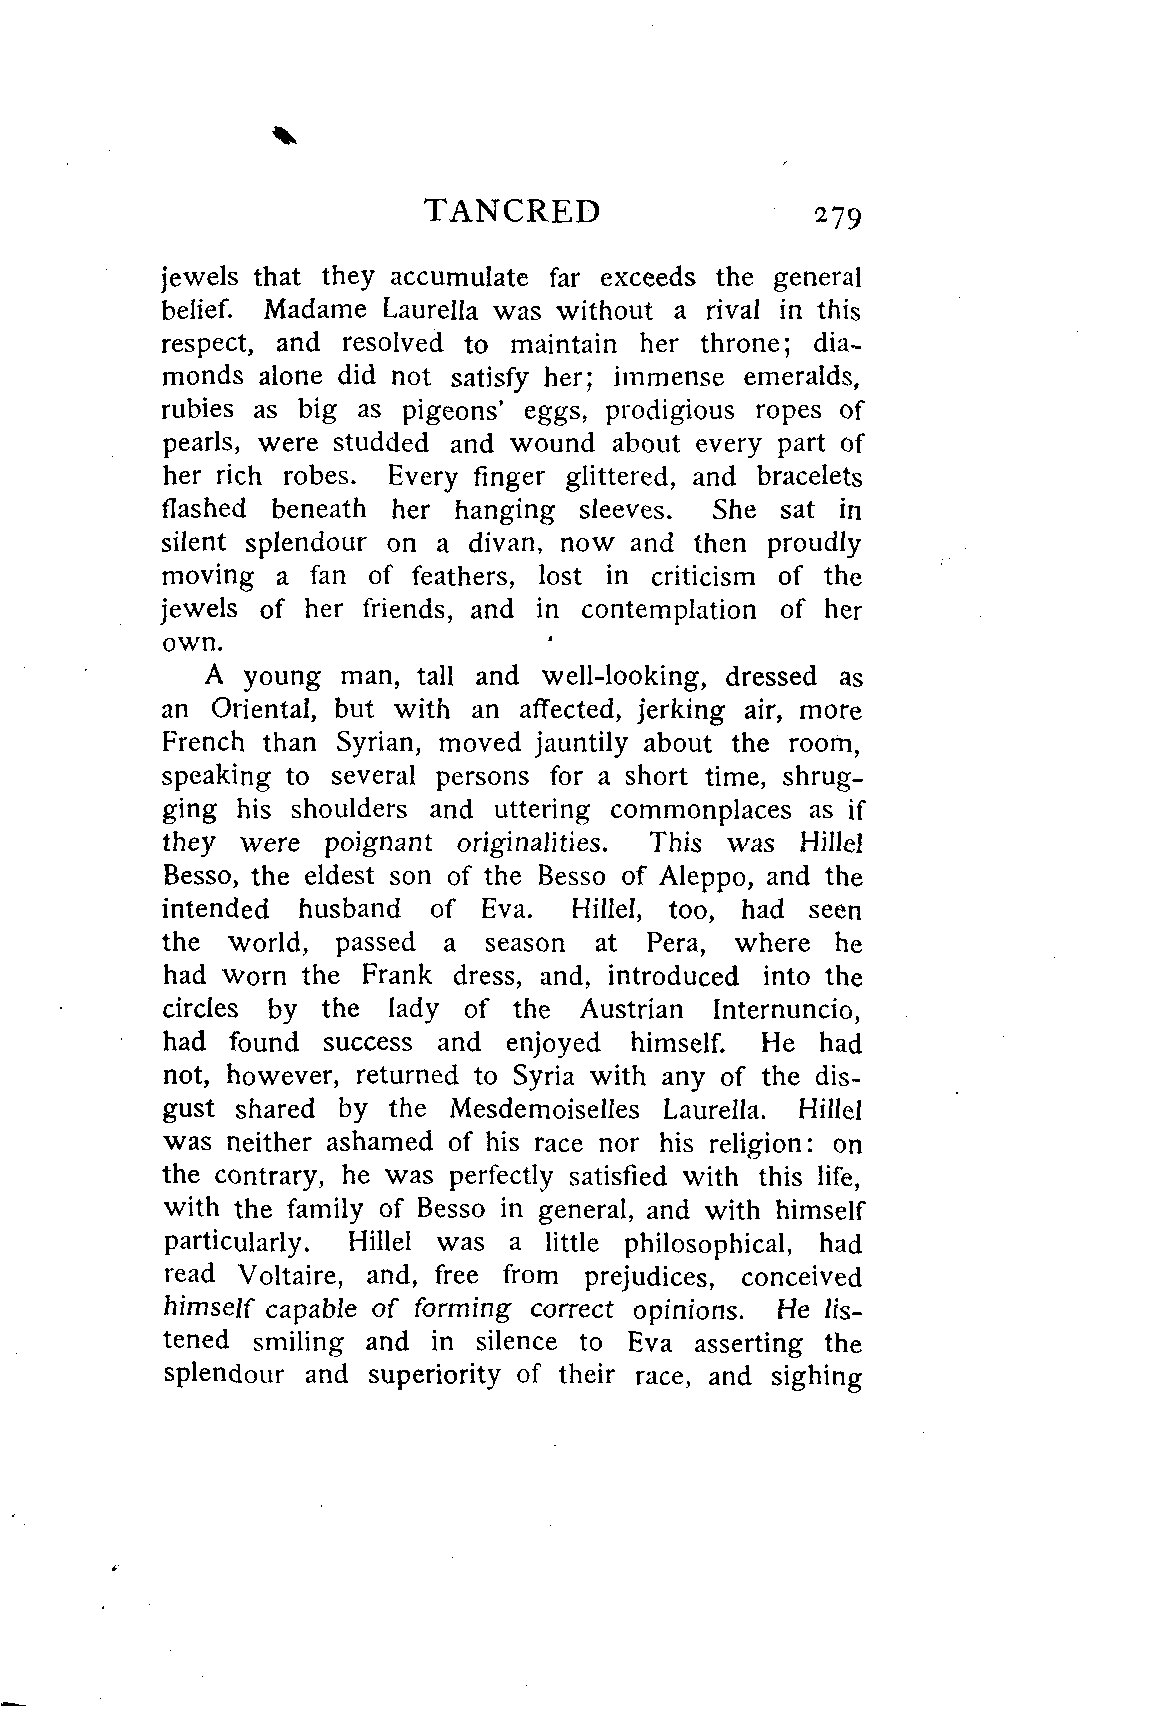 TANCRED 279
jewels that they accumulate far exceeds the general
belief. Madame Laurella was without a rival in this
respect, and resolved to maintain her throne; dia-
monds alone did not satisfy her; immense emeralds,
rubies as big as pigeons' eggs, prodigious ropes of
pearls, were studded and wound about every part of
her rich robes. Every finger glittered, and bracelets
flashed beneath her hanging sleeves. She sat in
silent splendour on a divan, now and then proudly
moving a fan of feathers, lost in criticism of the
jewels of her friends, and in contemplation of her
own.
A young man, tall and well-looking, dressed as
an Oriental, but with an affected, jerking air, more
French than Syrian, moved jauntily about the room,
speaking to several persons for a short time, shrug-
ging his shoulders and uttering commonplaces as if
they were poignant originalities. This was Hillel
Besso, the eldest son of the Besso of Aleppo, and the
intended husband of Eva. Hillel, too, had seen
the world, passed a season at Pera, where he
had worn the Frank dress, and, introduced into the
circles by the lady of the Austrian Internuncio,
had found success and enjoyed himself. He had
not, however, returned to Syria with any of the dis-
gust shared by the Mesdemoiselles Laurella. Hillel
was neither ashamed of his race nor his religion: on
the contrary, he was perfectly satisfied with this life,
with the family of Besso in general, and with himself
particularly. Hillel was a little philosophical, had
read Voltaire, and, free from prejudices, conceived
himself capable of forming correct opinions. He lis-
tened smiling and in silence to Eva asserting the
splendour and superiority of their race, and sighing